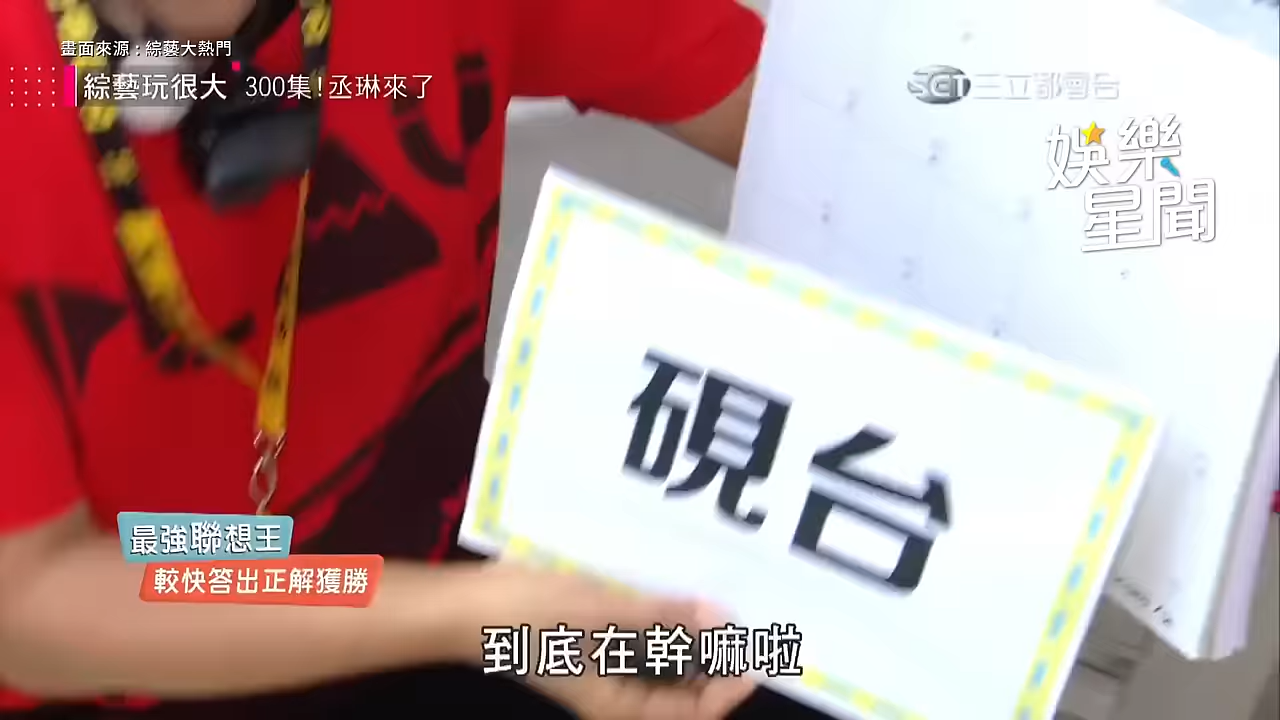 畫面來源：綜藝大熱門
綜藝玩很大 300集！丞琳來了
SET三立都會台
娛樂
星聞
硯台
最強聯想王
較快答出正解獲勝
到底在幹嘛啦